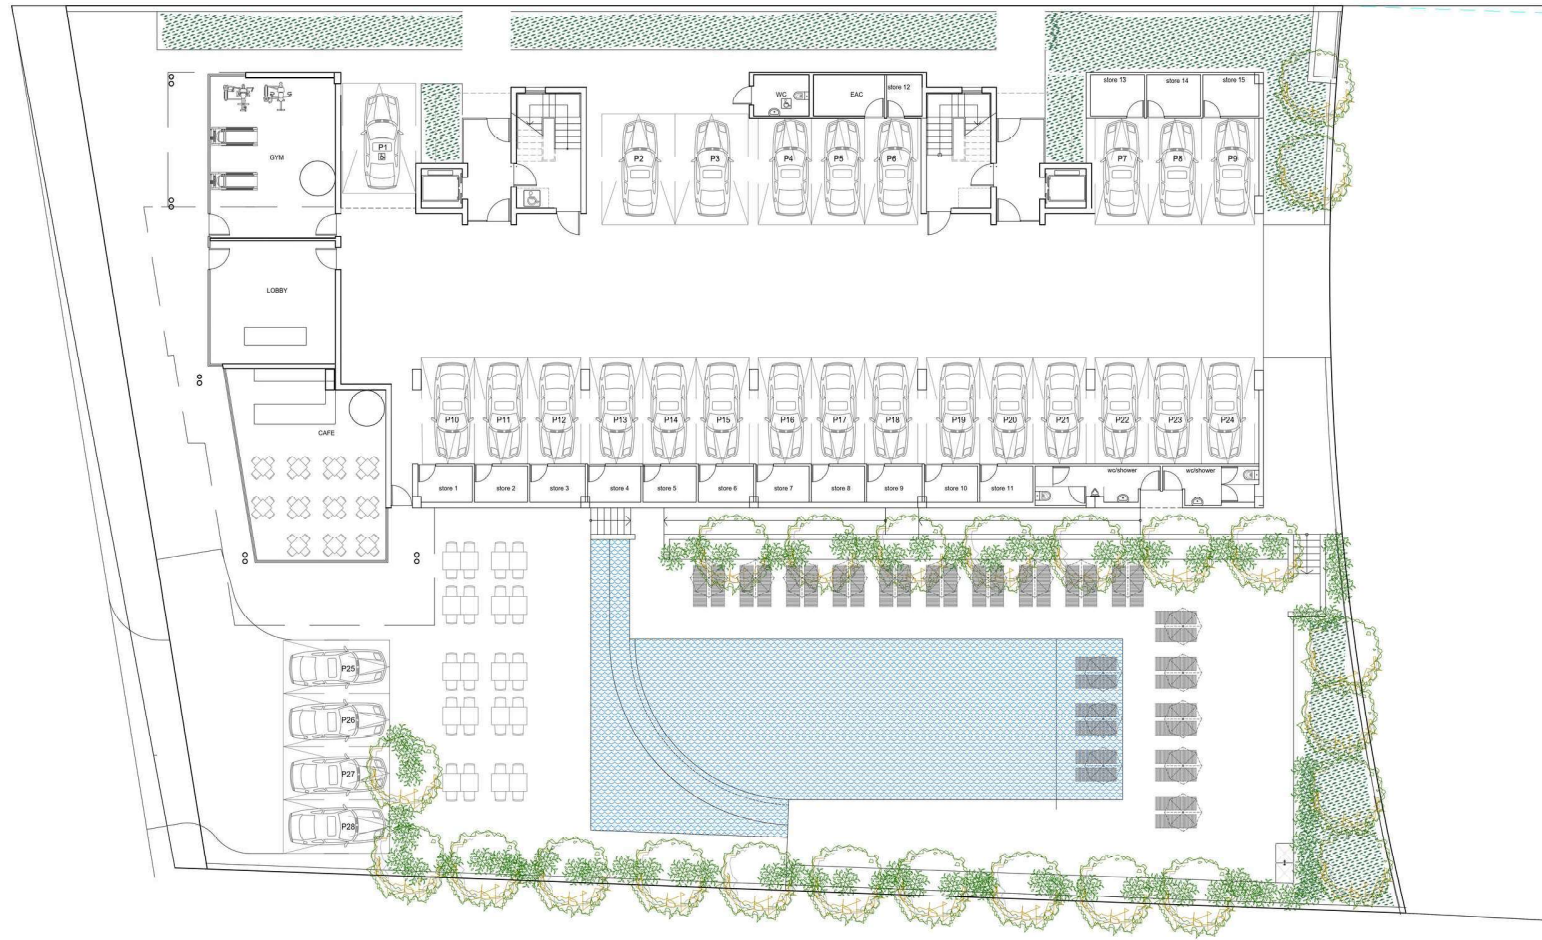 store 13
store 14
store 15
WC
EAC
store 12
P1
GYM
P2
P3
P4
P5
P6
P7
P8
P9
LOBBY
P10
P11
P12
P13
P14
P15
P16
P17
P18
P19
P20
P21
P22
P23
P24
CAFE
store 1
store 2
store 3
store 4
store 5
store 6
store 7
store 8
store 9
store 10
store 11
wc/shower
wc/shower
P25
P26
P27
P28